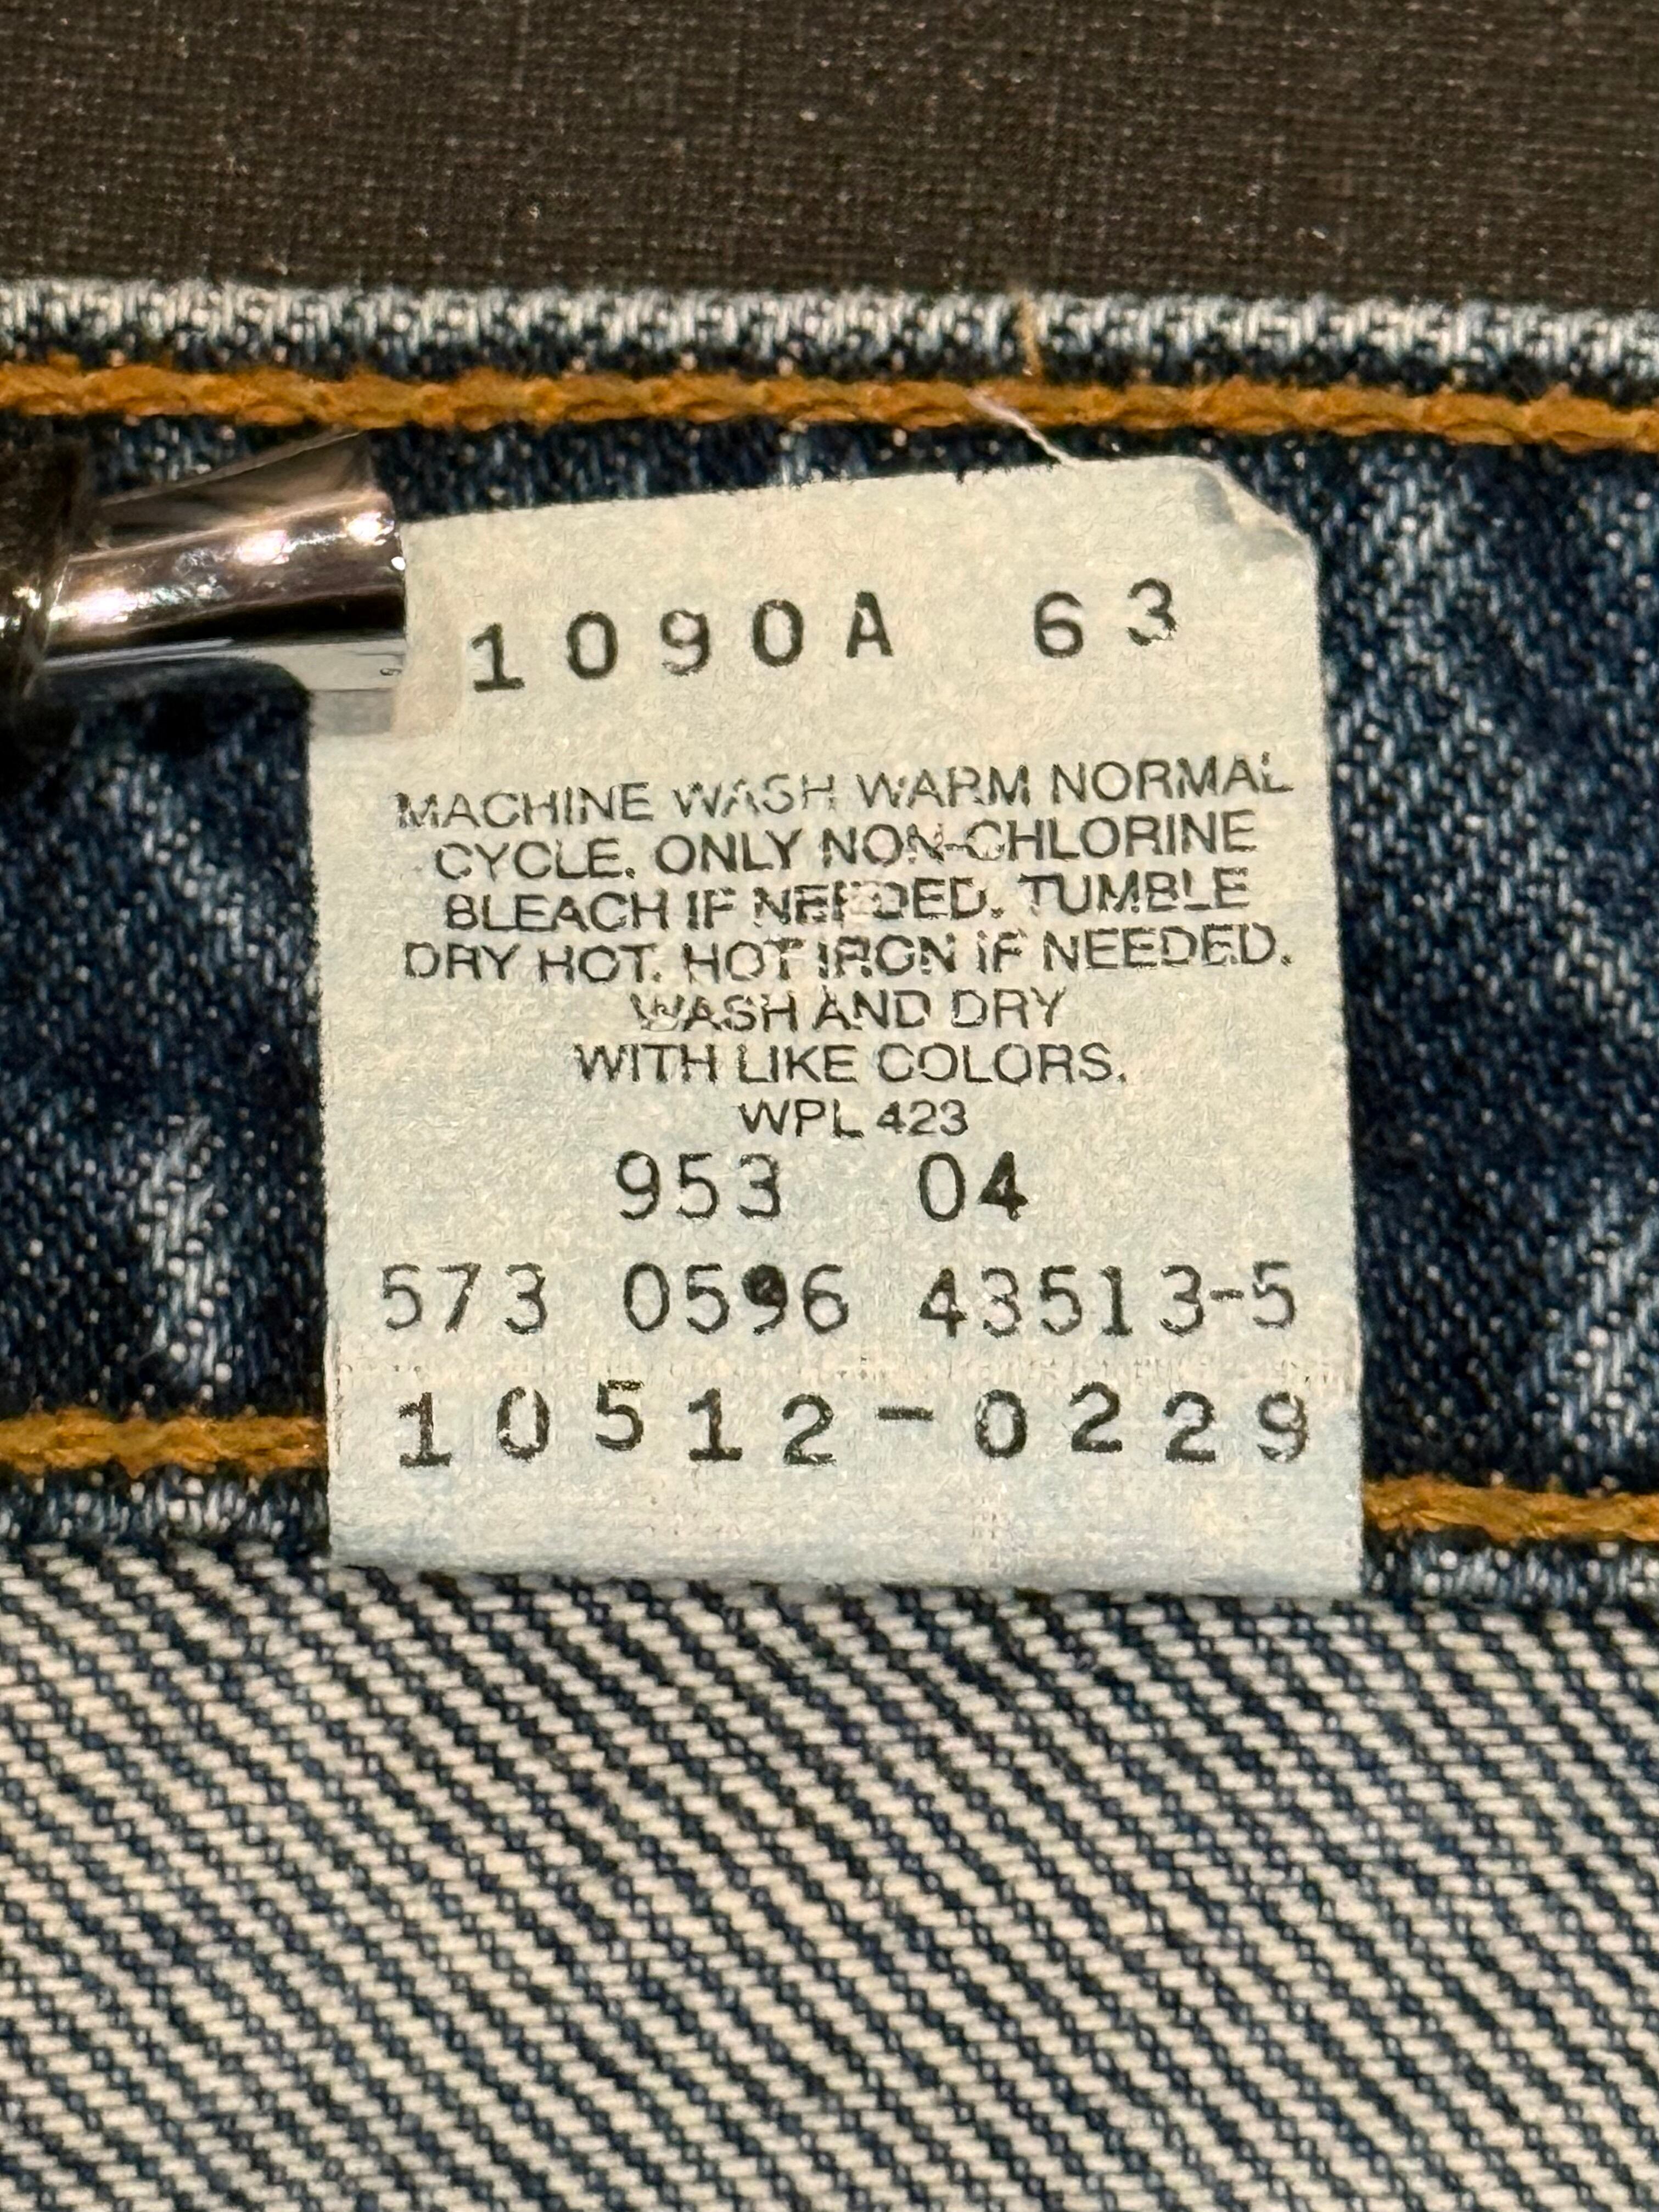 1090A 63
MACHINE WASH WARM NORMAL
CYCLE. ONLY NON-CHLORINE
BLEACH IF NEEDED. TUMBLE
DRY HOT. HOT IRON IF NEEDED.
WASH AND DRY
WITH LIKE COLORS.
WPL 423
953 04
573 0596 43513-5
10512-0229